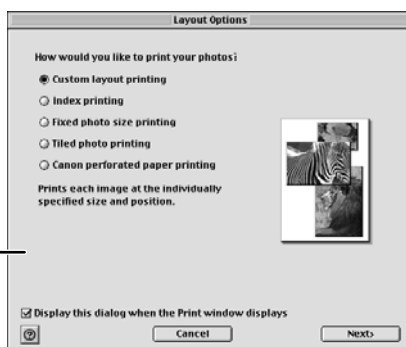 Layout Options
How would you like to print your photos?
Custom layout printing
Index printing
Fixed photo size printing
Tiled photo printing
Canon perforated paper printing
Prints each image at the individually
specified size and position.
Display this dialog when the Print window displays
?
Cancel
Next>